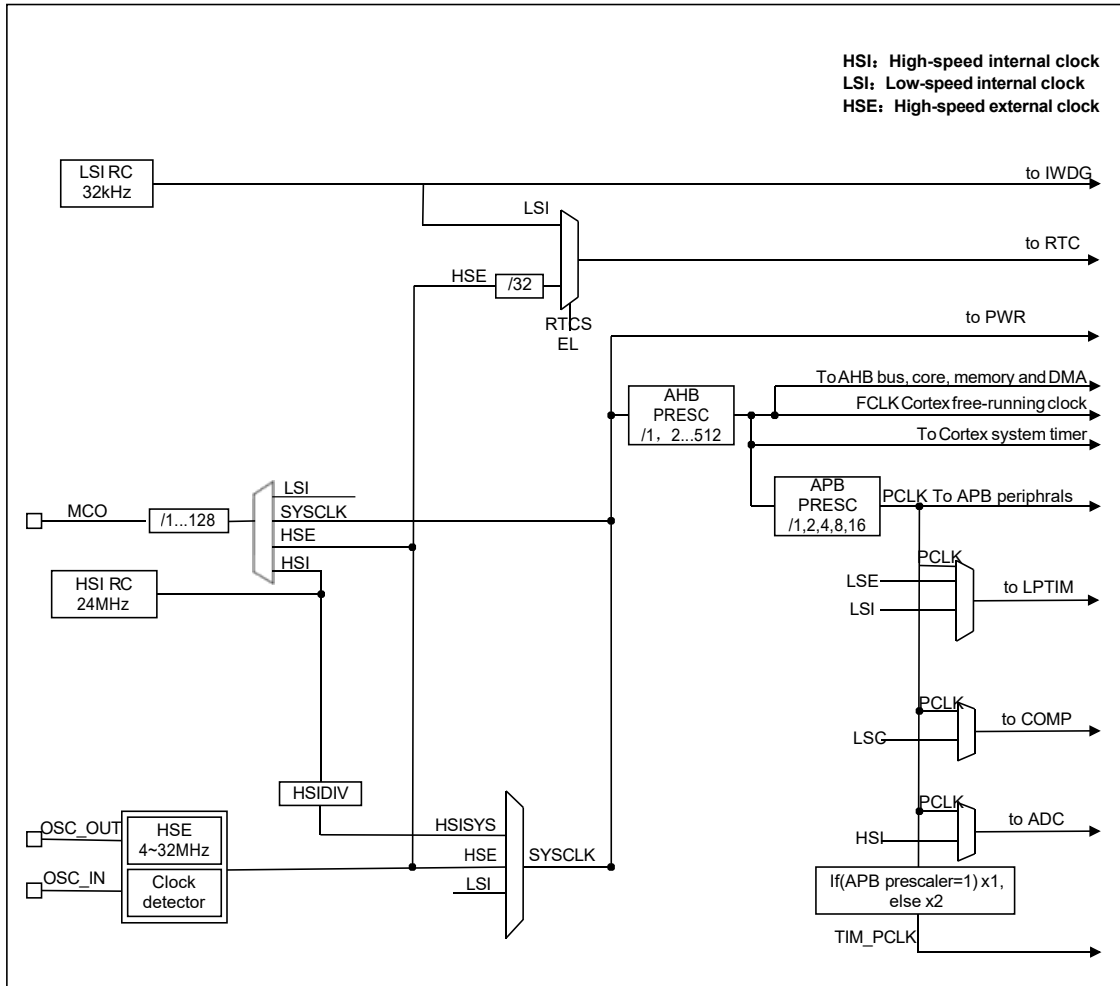 HSI：High-speed internal clock
LSI：Low-speed internal clock
HSE：High-speed external clock
LSI RC
32kHz
to IWDG
LSI
to RTC
HSE
/32
RTCS
EL
to PWR
AHB
PRESC
/1，2...512
To AHB bus, core, memory and DMA
FCLK Cortex free-running clock
To Cortex system timer
APB
PRESC
/1,2,4,8,16
PCLK To APB periphrals
MCO
/1...128
LSI
SYSCLK
HSE
HSI
HSI RC
24MHz
PCLK
LSE
LSI
to LPTIM
PCLK
LSC
to COMP
HSIDIV
PCLK
HSI
to ADC
OSC_OUT
OSC_IN
HSE
4~32MHz
Clock
detector
HSISYS
HSE
LSI
SYSCLK
If(APB prescaler=1) x1,
else x2
TIM_PCLK